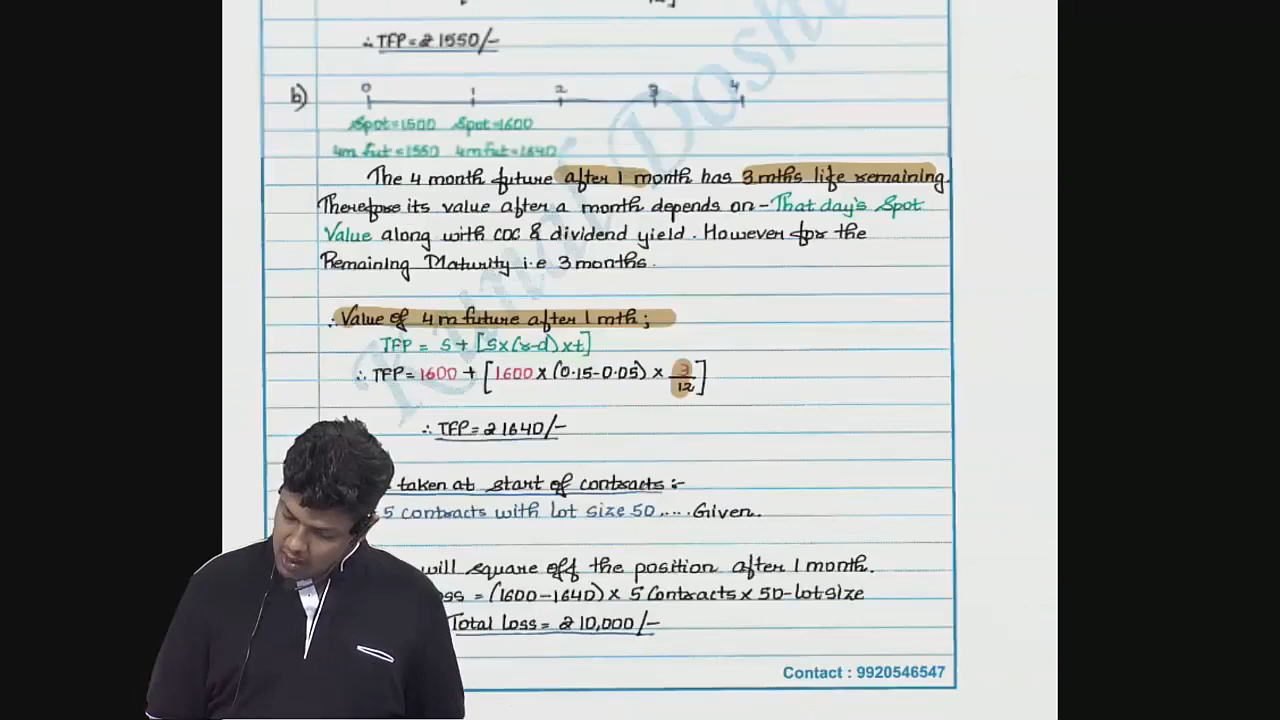 ∴ TFP = ₹ 1550/-
b) 0 1 2 3 4
Spot = 1500 Spot = 1600
4m fut = 1550 4m fut = 1640
The 4 month future after 1 month has 3 mths life remaining.
Therefore its value after a month depends on - That day's Spot
Value along with COC & dividend yield. However for the
Remaining Maturity i.e 3 months.
∴ Value of 4m future after 1 mth;
TFP = S + [S x (r-d) x t]
∴ TFP = 1600 + [1600 x (0.15-0.05) x 3/12]
∴ TFP = ₹ 1640/-
taken at start of contracts :-
5 contracts with lot size 50 .... Given.
will square off the position after 1 month.
= (1600-1640) x 5 Contracts x 50-lot size
Total Loss = ₹ 10,000/-
Contact : 9920546547
Kunal Doshi